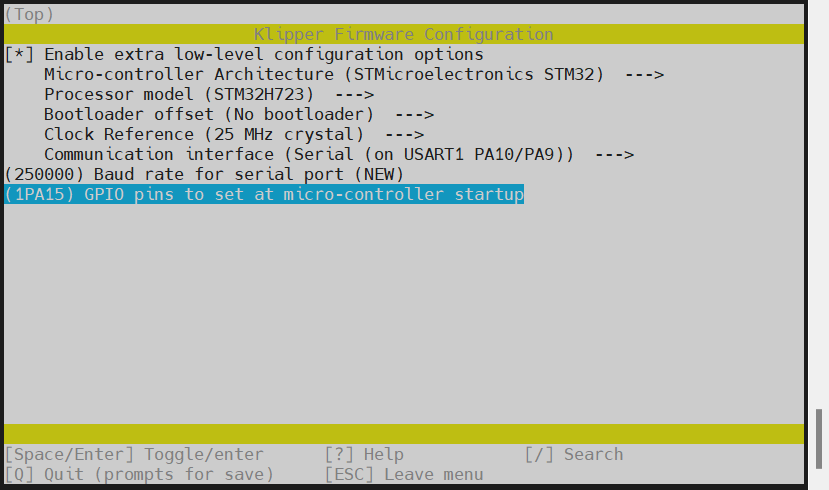 (Top)
Klipper Firmware Configuration
[*] Enable extra low-level configuration options
Micro-controller Architecture (STMicroelectronics STM32)  --->
Processor model (STM32H723)  --->
Bootloader offset (No bootloader)  --->
Clock Reference (25 MHz crystal)  --->
Communication interface (Serial (on USART1 PA10/PA9))  --->
(250000) Baud rate for serial port (NEW)
(1PA15) GPIO pins to set at micro-controller startup
[Space/Enter] Toggle/enter [?] Help [/] Search
[Q] Quit (prompts for save) [ESC] Leave menu